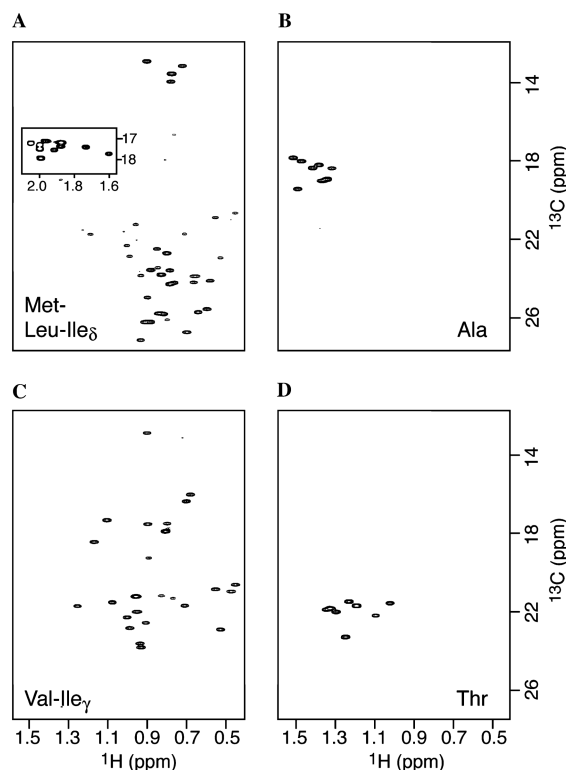 A
B
14
17
18
2.0 1.8 1.6
18
22
26
¹³C (ppm)
Met-
Leu-Ileδ
Ala
C
D
14
18
22
26
¹³C (ppm)
Val-Ileγ
Thr
1.5 1.3 1.1 0.9 0.7 0.5
1.5 1.3 1.1 0.9 0.7 0.5
¹H (ppm)
¹H (ppm)